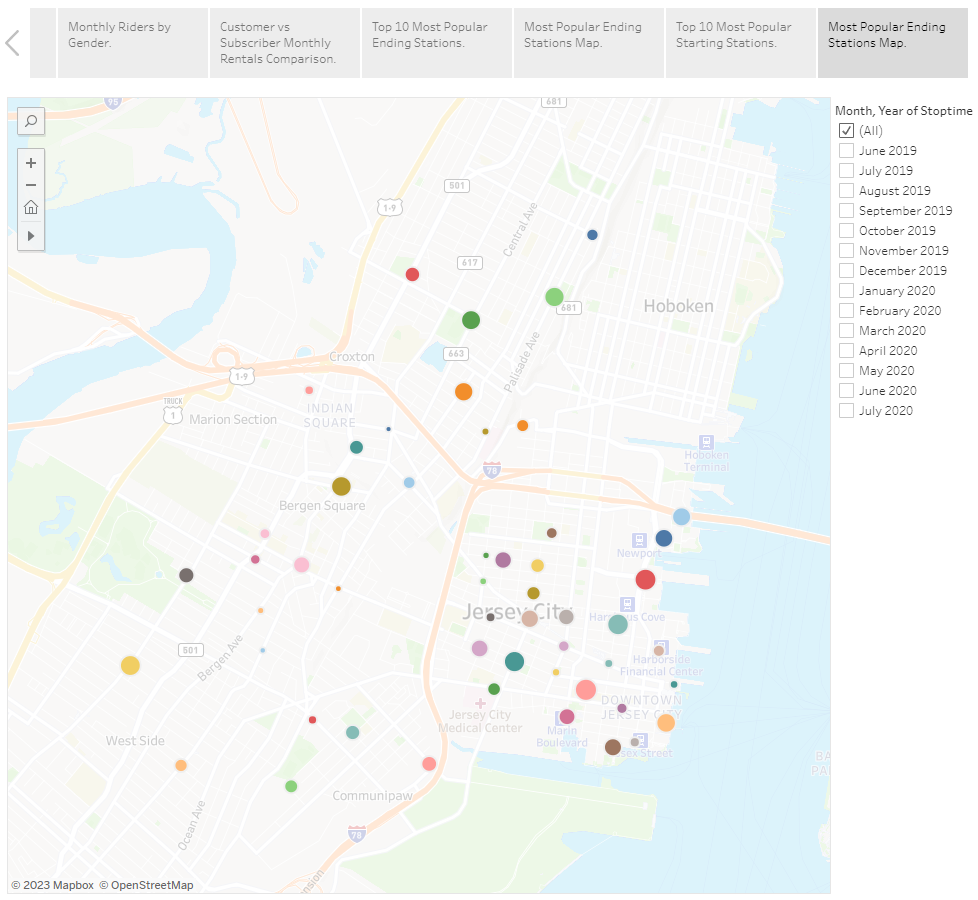 Monthly Riders by
Gender.
Customer vs
Subscriber Monthly
Rentals Comparison.
Top 10 Most Popular
Ending Stations.
Most Popular Ending
Stations Map.
Top 10 Most Popular
Starting Stations.
Most Popular Ending
Stations Map.
Month, Year of Stoptime
(All)
June 2019
July 2019
August 2019
September 2019
October 2019
November 2019
December 2019
January 2020
February 2020
March 2020
April 2020
May 2020
June 2020
July 2020
95
681
501
1-9
Central Ave
617
681
Hoboken
Palisade Ave
663
Croxton
1-9
TRUCK
1
Marion Section
INDIAN
SQUARE
Hoboken
Terminal
78
Bergen Square
Newport
Jersey City
Harsimus Cove
501
Bergen Ave
Harborside
Financial Center
DOWNTOWN
JERSEY CITY
Jersey City
Medical Center
Marin
Boulevard
Essex Street
West Side
Communipaw
Ocean Ave
78
© 2023 Mapbox © OpenStreetMap